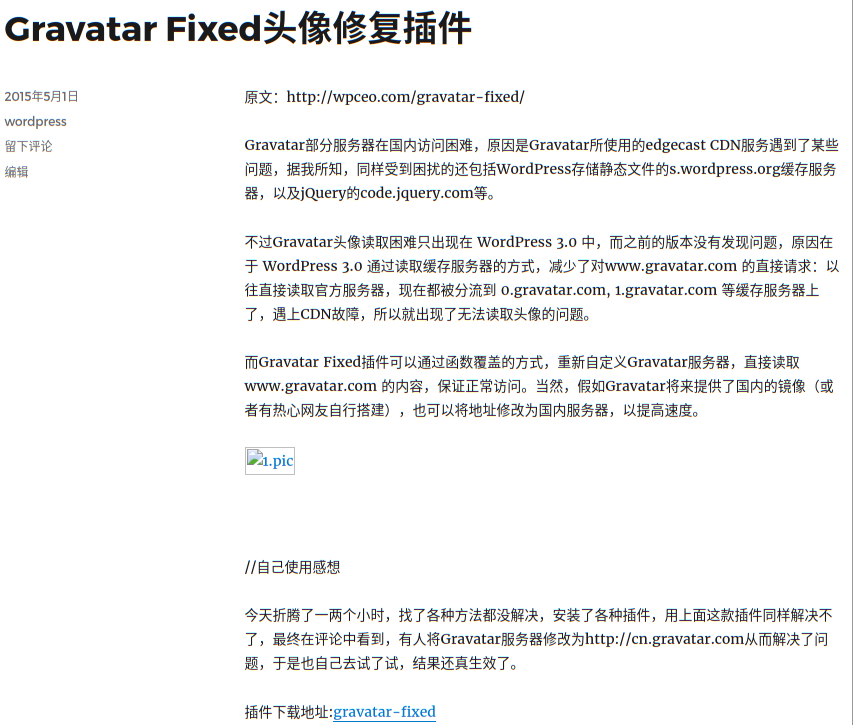 Gravatar Fixed头像修复插件
2015年5月1日
wordpress
留下评论
编辑
原文：http://wpceo.com/gravatar-fixed/
Gravatar部分服务器在国内访问困难，原因是Gravatar所使用的edgecast CDN服务遇到了某些
问题，据我所知，同样受到困扰的还包括WordPress存储静态文件的s.wordpress.org缓存服务
器，以及jQuery的code.jquery.com等。
不过Gravatar头像读取困难只出现在 WordPress 3.0 中，而之前的版本没有发现问题，原因在
于 WordPress 3.0 通过读取缓存服务器的方式，减少了对www.gravatar.com 的直接请求：以
往直接读取官方服务器，现在都被分流到 0.gravatar.com, 1.gravatar.com 等缓存服务器上
了，遇上CDN故障，所以就出现了无法读取头像的问题。
而Gravatar Fixed插件可以通过函数覆盖的方式，重新自定义Gravatar服务器，直接读取
www.gravatar.com 的内容，保证正常访问。当然，假如Gravatar将来提供了国内的镜像（或
者有热心网友自行搭建），也可以将地址修改为国内服务器，以提高速度。
1.pic
//自己使用感想
今天折腾了一两个小时，找了各种方法都没解决，安装了各种插件，用上面这款插件同样解决不
了，最终在评论中看到，有人将Gravatar服务器修改为http://cn.gravatar.com从而解决了问
题，于是也自己去试了试，结果还真生效了。
插件下载地址:gravatar-fixed